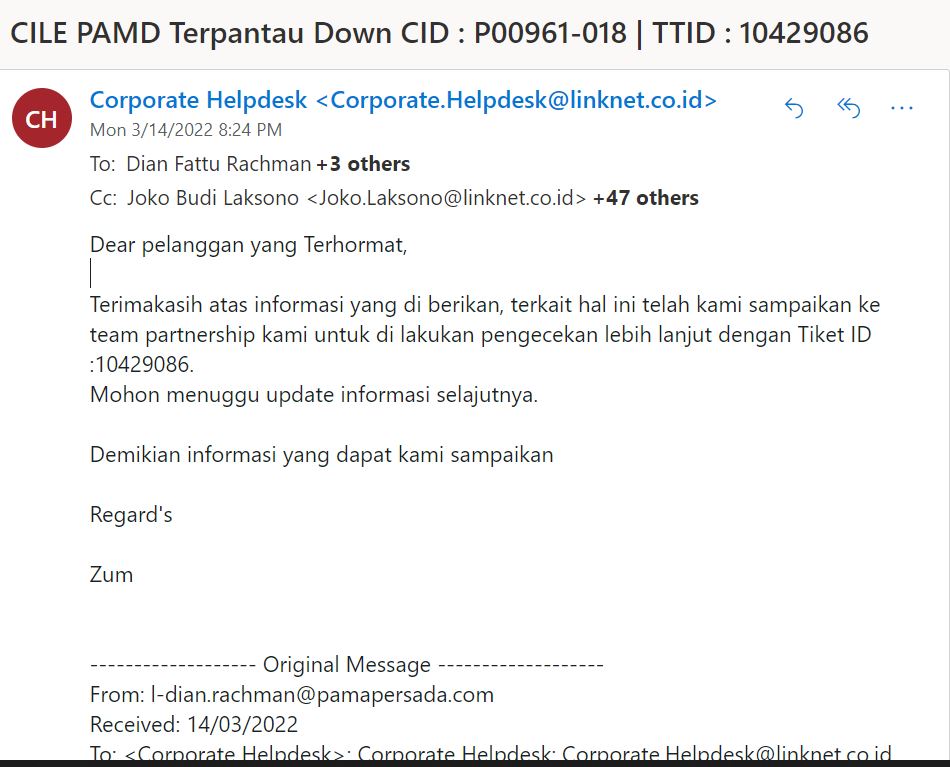 CILE PAMD Terpantau Down CID : P00961-018 | TTID : 10429086
CH
Corporate Helpdesk <Corporate.Helpdesk@linknet.co.id>
Mon 3/14/2022 8:24 PM
To: Dian Fattu Rachman +3 others
Cc: Joko Budi Laksono <Joko.Laksono@linknet.co.id> +47 others
Dear pelanggan yang Terhormat,
Terimakasih atas informasi yang di berikan, terkait hal ini telah kami sampaikan ke
team partnership kami untuk di lakukan pengecekan lebih lanjut dengan Tiket ID
:10429086.
Mohon menuggu update informasi selajutnya.
Demikian informasi yang dapat kami sampaikan
Regard's
Zum
------------------- Original Message -------------------
From: l-dian.rachman@pamapersada.com
Received: 14/03/2022
To: <Corporate Helpdesk>; Corporate Helpdesk; Corporate.Helpdesk@linknet.co.id